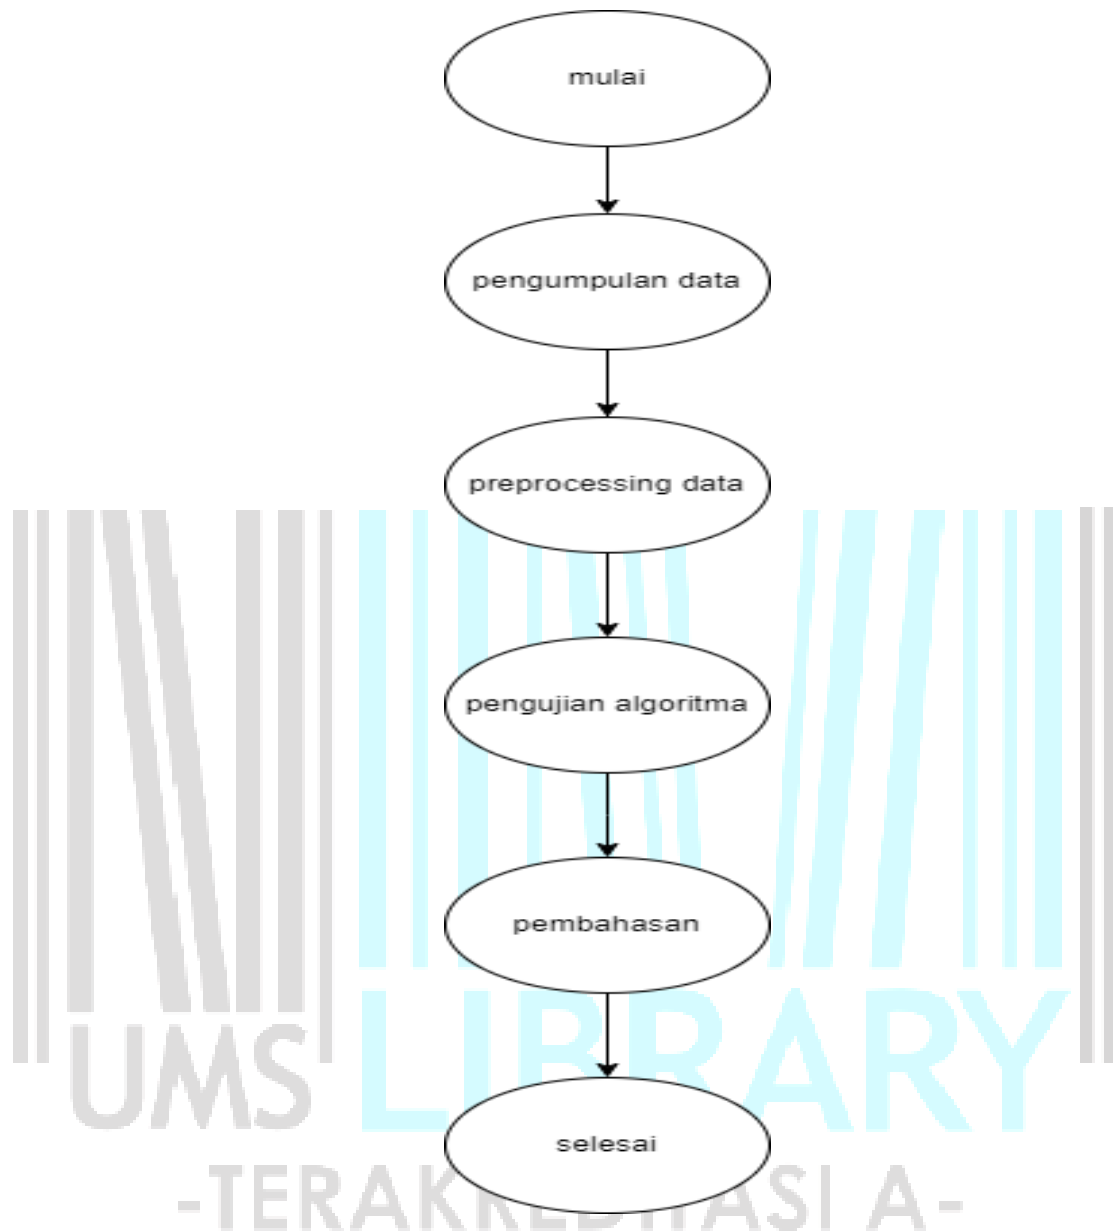 mulai
pengumpulan data
preprocessing data
pengujian algoritma
pembahasan
UMS LIBRARY
selesai
-TERAKREDITASI A-